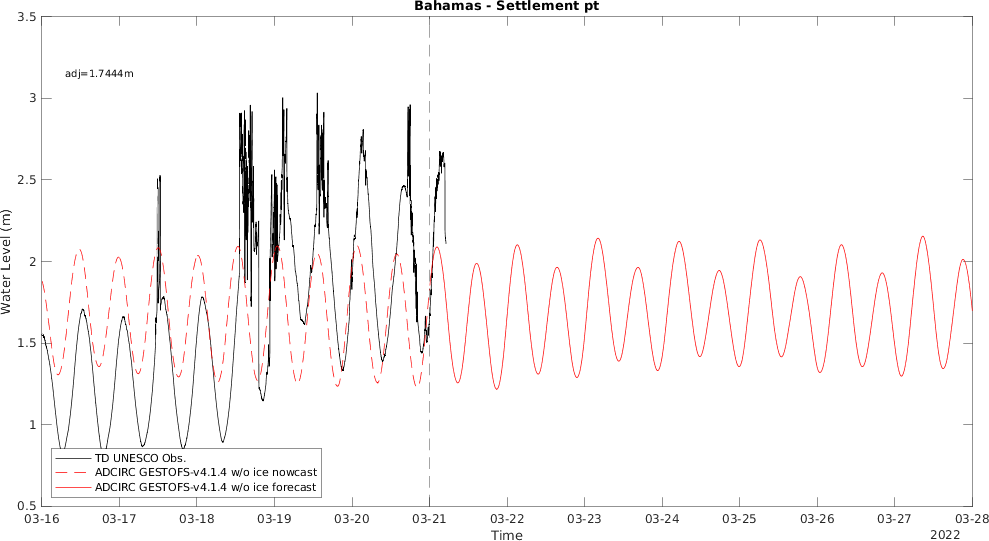 Bahamas - Settlement pt
adj=1.7444m
3.5
3
2.5
2
1.5
1
0.5
Water Level (m)
TD UNESCO Obs.
ADCIRC GESTOFS-v4.1.4 w/o ice nowcast
ADCIRC GESTOFS-v4.1.4 w/o ice forecast
03-16 03-17 03-18 03-19 03-20 03-21 03-22 03-23 03-24 03-25 03-26 03-27 03-28
Time
2022